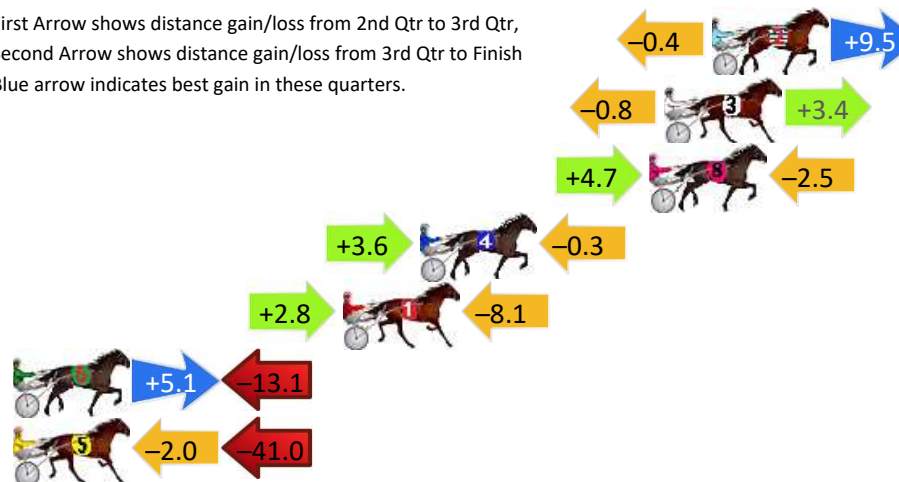 irst Arrow shows distance gain/loss from 2nd Qtr to 3rd Qtr,
econd Arrow shows distance gain/loss from 3rd Qtr to Finish
Blue arrow indicates best gain in these quarters.
–0.4 7 +9.5
–0.8 3 +3.4
+4.7 8 –2.5
+3.6 4 –0.3
+2.8 1 –8.1
6 +5.1 –13.1
5 –2.0 –41.0